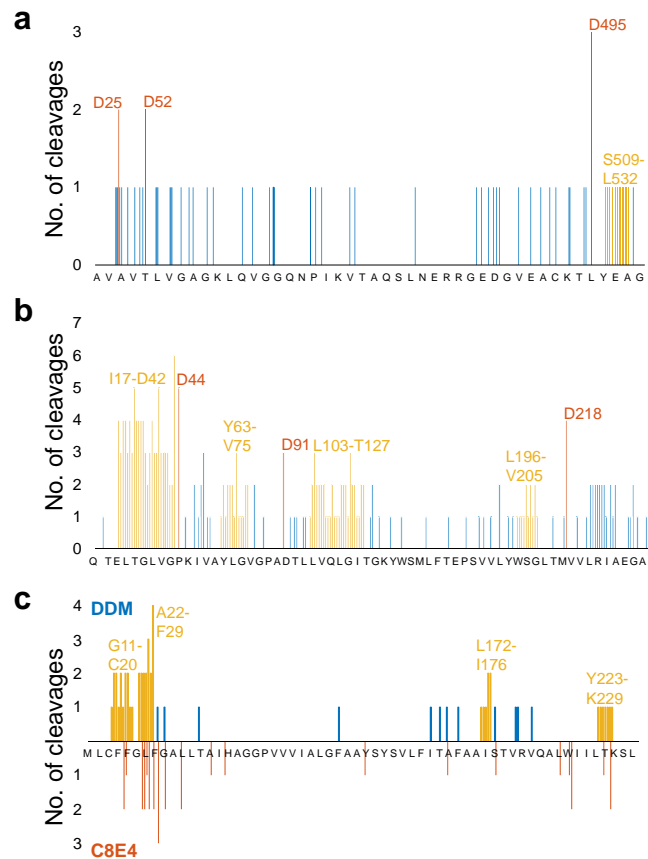 a
No. of cleavages
3
2
1
0
D25
D52
D495
S509-
L532
A V A V T L V G A G K L Q V G G Q N P I K V T A Q S L N E R R G E D G V E A C K T L Y E A G
b
No. of cleavages
7
6
5
4
3
2
1
0
I17-D42
D44
Y63-
V75
D91
L103-T127
L196-
V205
D218
Q T E L T G L V G P K I V A Y L G V G P A D T L L V Q L G I T G K Y W S M L F T E P S V V L Y W S G L T M V V L R I A E G A
c
No. of cleavages
4
3
2
1
DDM
G11-
C20
A22-
F29
L172-
I176
Y223-
K229
M L C F F G L F G A L L T A I H A G G P V V V I A L G F A A Y S Y S V L F I T A F A A I S T V R V Q A L W I I L T K S L
1
2
3
C8E4